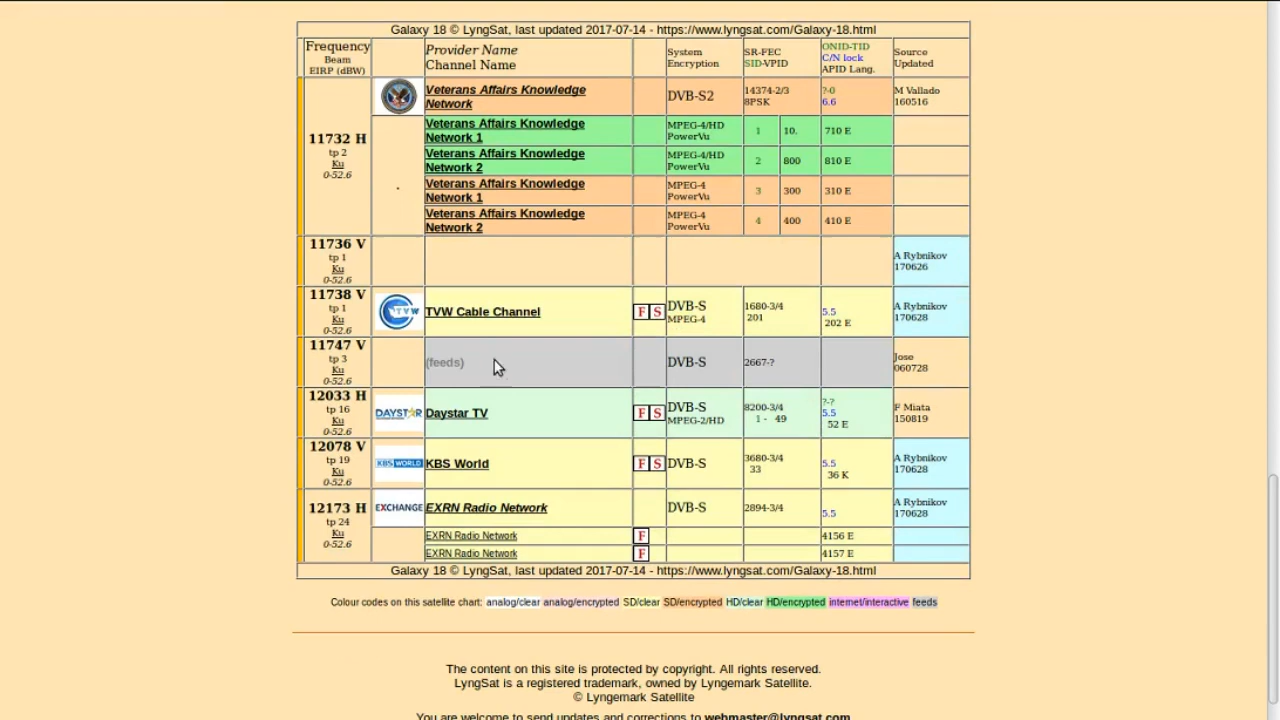 Galaxy 18 © LyngSat, last updated 2017-07-14 - https://www.lyngsat.com/Galaxy-18.html
Frequency
Beam
EIRP (dBW)
Provider Name
Channel Name
System
Encryption
SR-FEC
SID-VPID
ONID-TID
C/N lock
APID Lang.
Source
Updated
11732 H
tp 2
Ku
0-52.6
Veterans Affairs Knowledge
Network
DVB-S2
14374-2/3
8PSK
?-0
6.6
M Vallado
160516
Veterans Affairs Knowledge
Network 1
MPEG-4/HD
PowerVu
1
10.
710 E
Veterans Affairs Knowledge
Network 2
MPEG-4/HD
PowerVu
2
800
810 E
Veterans Affairs Knowledge
Network 1
MPEG-4
PowerVu
3
300
310 E
Veterans Affairs Knowledge
Network 2
MPEG-4
PowerVu
4
400
410 E
11736 V
tp 1
Ku
0-52.6
A Rybnikov
170626
11738 V
tp 1
Ku
0-52.6
TVW
TVW Cable Channel
F S
DVB-S
MPEG-4
1680-3/4
201
5.5
202 E
A Rybnikov
170628
11747 V
tp 3
Ku
0-52.6
(feeds)
DVB-S
2667-?
Jose
060728
12033 H
tp 16
Ku
0-52.6
DAYSTAR
Daystar TV
F S
DVB-S
MPEG-2/HD
8200-3/4
1 - 49
?-?
5.5
52 E
F Miata
150819
12078 V
tp 19
Ku
0-52.6
KBS WORLD
KBS World
F S
DVB-S
3680-3/4
33
5.5
36 K
A Rybnikov
170628
12173 H
tp 24
Ku
0-52.6
EXCHANGE
EXRN Radio Network
DVB-S
2894-3/4
5.5
A Rybnikov
170628
EXRN Radio Network
F
4156 E
EXRN Radio Network
F
4157 E
Galaxy 18 © LyngSat, last updated 2017-07-14 - https://www.lyngsat.com/Galaxy-18.html
Colour codes on this satellite chart: analog/clear analog/encrypted SD/clear SD/encrypted HD/clear HD/encrypted internet/interactive feeds
The content on this site is protected by copyright. All rights reserved.
LyngSat is a registered trademark, owned by Lyngemark Satellite.
© Lyngemark Satellite
You are welcome to send updates and corrections to webmaster@lyngsat.com